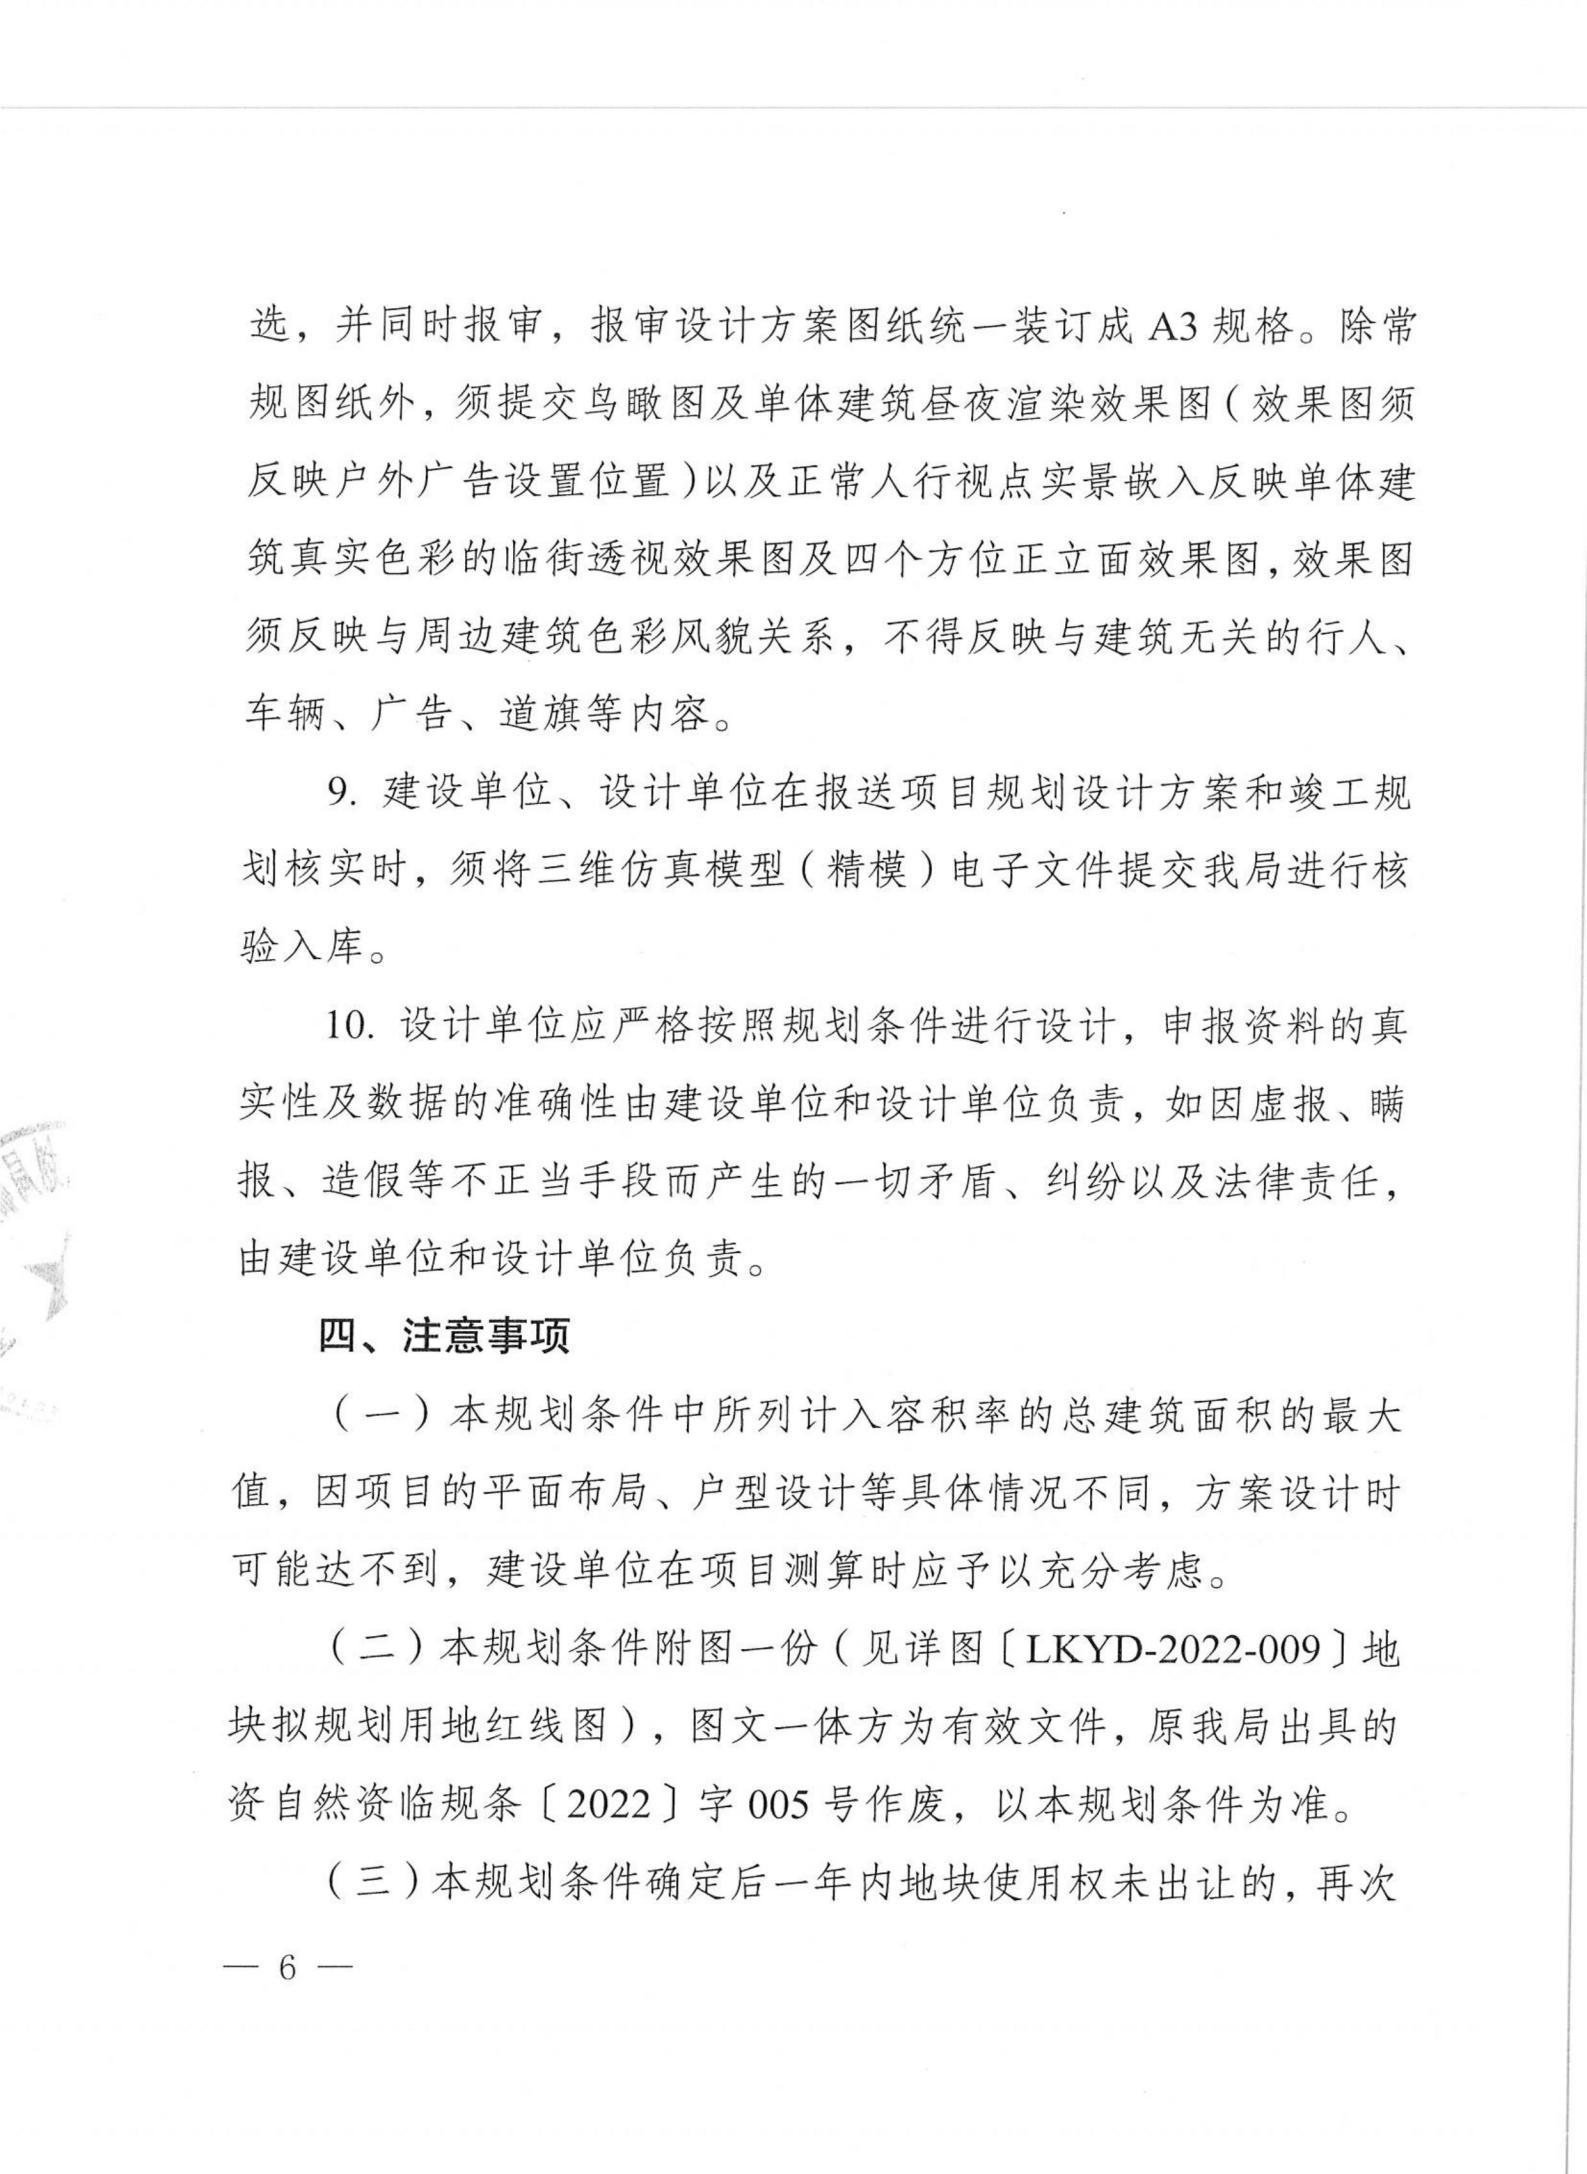 选，并同时报审，报审设计方案图纸统一装订成 A3 规格。除常
规图纸外，须提交鸟瞰图及单体建筑昼夜渲染效果图（效果图须
反映户外广告设置位置）以及正常人行视点实景嵌入反映单体建
筑真实色彩的临街透视效果图及四个方位正立面效果图，效果图
须反映与周边建筑色彩风貌关系，不得反映与建筑无关的行人、
车辆、广告、道旗等内容。
9. 建设单位、设计单位在报送项目规划设计方案和竣工规
划核实时，须将三维仿真模型（精模）电子文件提交我局进行核
验入库。
10. 设计单位应严格按照规划条件进行设计，申报资料的真
实性及数据的准确性由建设单位和设计单位负责，如因虚报、瞒
报、造假等不正当手段而产生的一切矛盾、纠纷以及法律责任，
由建设单位和设计单位负责。
四、注意事项
（一）本规划条件中所列计入容积率的总建筑面积的最大
值，因项目的平面布局、户型设计等具体情况不同，方案设计时
可能达不到，建设单位在项目测算时应予以充分考虑。
（二）本规划条件附图一份（见详图〔LKYD-2022-009〕地
块拟规划用地红线图），图文一体方为有效文件，原我局出具的
资自然资临规条〔2022〕字 005 号作废，以本规划条件为准。
（三）本规划条件确定后一年内地块使用权未出让的，再次
— 6 —